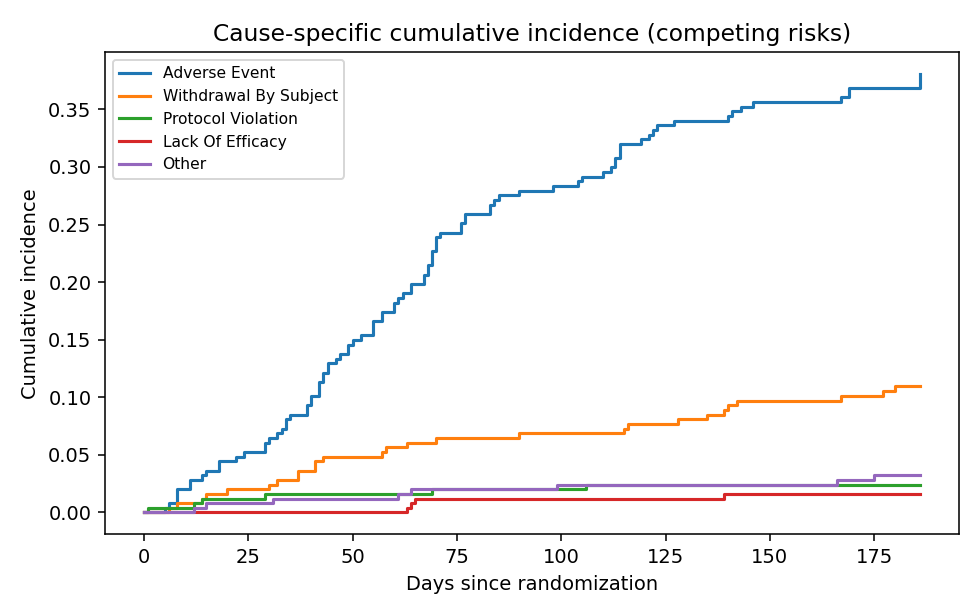 Cause-specific cumulative incidence (competing risks)
Adverse Event
Withdrawal By Subject
Protocol Violation
Lack Of Efficacy
Other
Cumulative incidence
0.35
0.30
0.25
0.20
0.15
0.10
0.05
0.00
0 25 50 75 100 125 150 175
Days since randomization